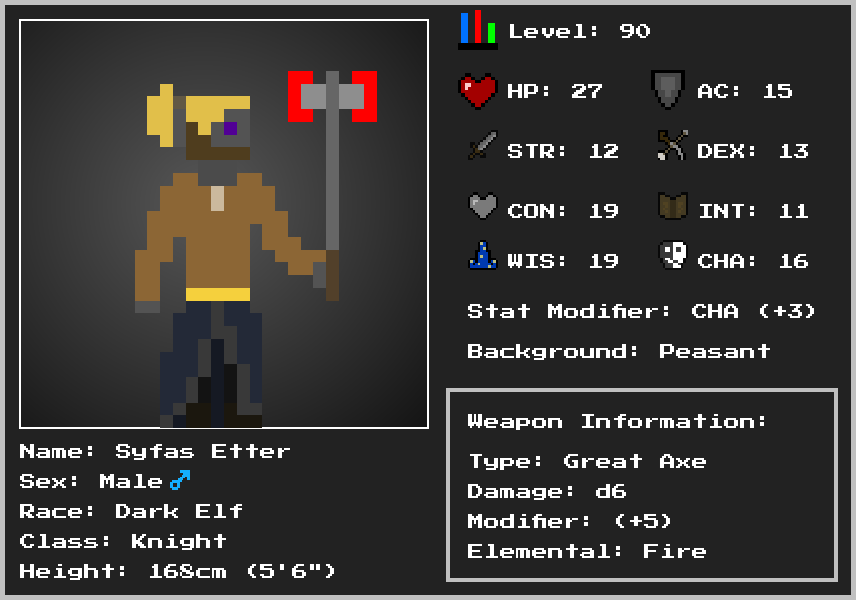 Level: 90
HP: 27
AC: 15
STR: 12
DEX: 13
CON: 19
INT: 11
WIS: 19
CHA: 16
Stat Modifier: CHA (+3)
Background: Peasant
Weapon Information:
Type: Great Axe
Damage: d6
Modifier: (+5)
Elemental: Fire
Name: Syfas Etter
Sex: Male ♂
Race: Dark Elf
Class: Knight
Height: 168cm (5'6")